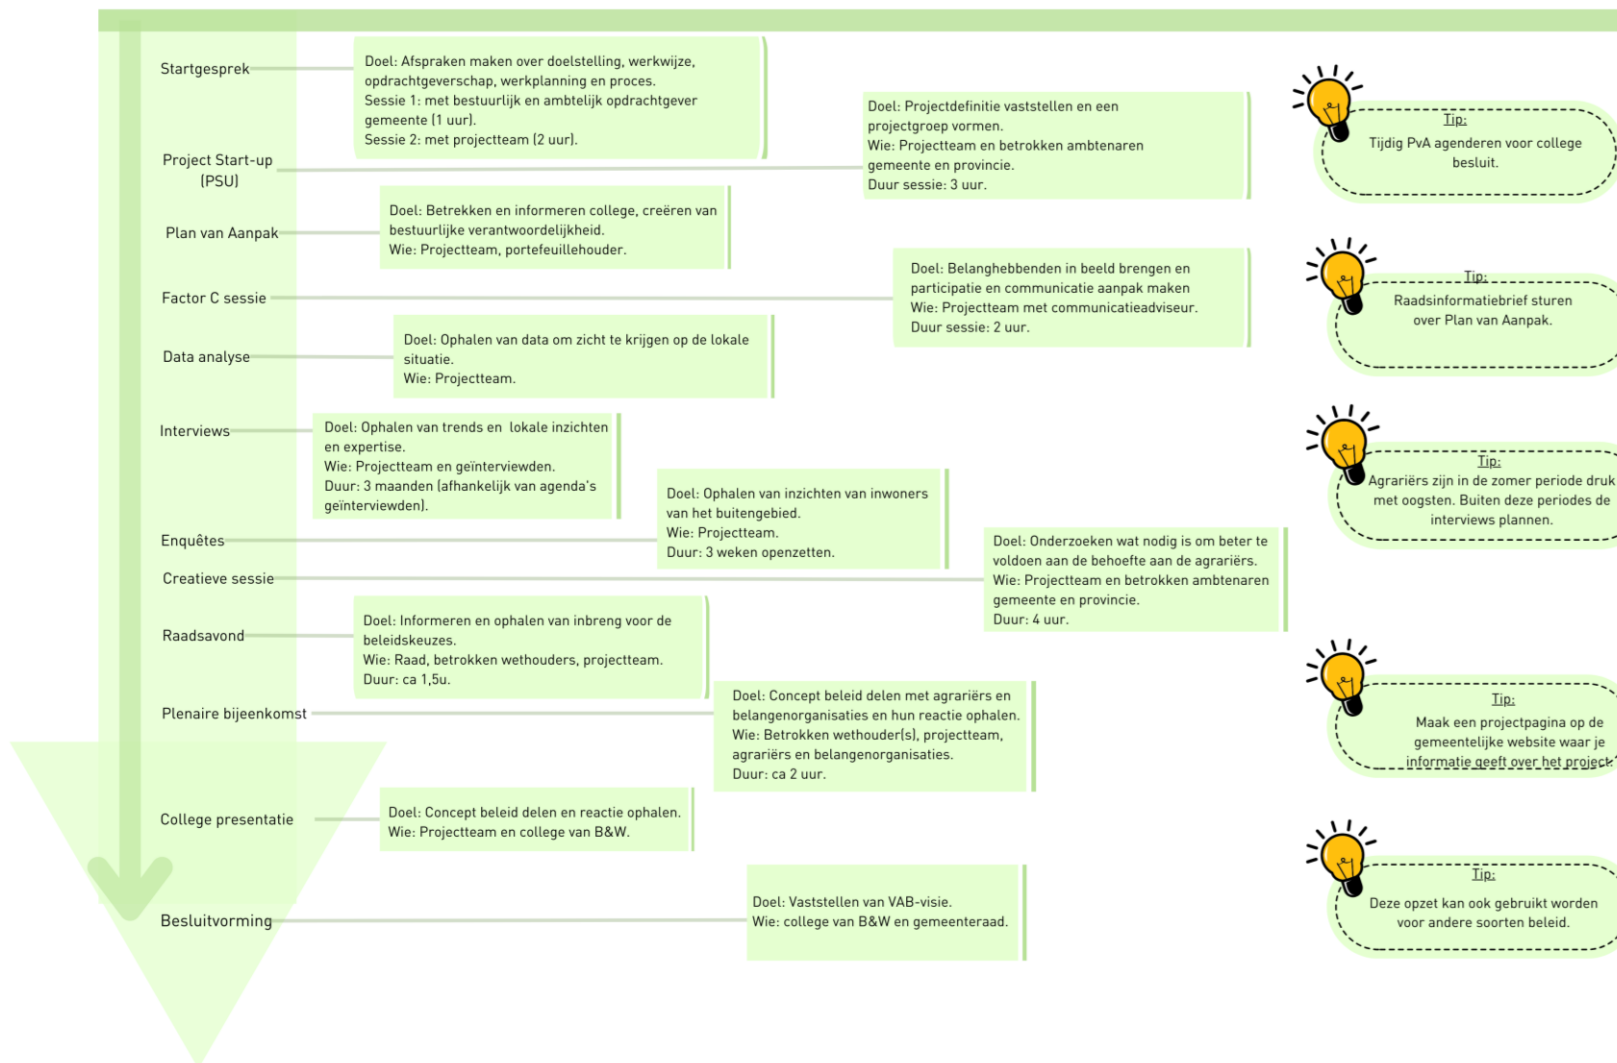 Startgesprek
Doel: Afspraken maken over doelstelling, werkwijze,
opdrachtgeverschap, werkplanning en proces.
Sessie 1: met bestuurlijk en ambtelijk opdrachtgever
gemeente (1 uur).
Sessie 2: met projectteam (2 uur).
Project Start-up
(PSU)
Doel: Projectdefinitie vaststellen en een
projectgroep vormen.
Wie: Projectteam en betrokken ambtenaren
gemeente en provincie.
Duur sessie: 3 uur.
Tip:
Tijdig PvA agenderen voor college
besluit.
Plan van Aanpak
Doel: Betrekken en informeren college, creëren van
bestuurlijke verantwoordelijkheid.
Wie: Projectteam, portefeuillehouder.
Factor C sessie
Doel: Belanghebbenden in beeld brengen en
participatie en communicatie aanpak maken
Wie: Projectteam met communicatieadviseur.
Duur sessie: 2 uur.
Tip:
Raadsinformatiebrief sturen
over Plan van Aanpak.
Data analyse
Doel: Ophalen van data om zicht te krijgen op de lokale
situatie.
Wie: Projectteam.
Interviews
Doel: Ophalen van trends en lokale inzichten
en expertise.
Wie: Projectteam en geïnterviewden.
Duur: 3 maanden (afhankelijk van agenda's
geïnterviewden).
Tip:
Agrariërs zijn in de zomer periode druk
met oogsten. Buiten deze periodes de
interviews plannen.
Enquêtes
Doel: Ophalen van inzichten van inwoners
van het buitengebied.
Wie: Projectteam.
Duur: 3 weken openzetten.
Creatieve sessie
Doel: Onderzoeken wat nodig is om beter te
voldoen aan de behoefte aan de agrariërs.
Wie: Projectteam en betrokken ambtenaren
gemeente en provincie.
Duur: 4 uur.
Raadsavond
Doel: Informeren en ophalen van inbreng voor de
beleidskeuzes.
Wie: Raad, betrokken wethouders, projectteam.
Duur: ca 1,5u.
Plenaire bijeenkomst
Doel: Concept beleid delen met agrariërs en
belangenorganisaties en hun reactie ophalen.
Wie: Betrokken wethouder(s), projectteam,
agrariërs en belangenorganisaties.
Duur: ca 2 uur.
Tip:
Maak een projectpagina op de
gemeentelijke website waar je
informatie geeft over het project.
College presentatie
Doel: Concept beleid delen en reactie ophalen.
Wie: Projectteam en college van B&W.
Besluitvorming
Doel: Vaststellen van VAB-visie.
Wie: college van B&W en gemeenteraad.
Tip:
Deze opzet kan ook gebruikt worden
voor andere soorten beleid.